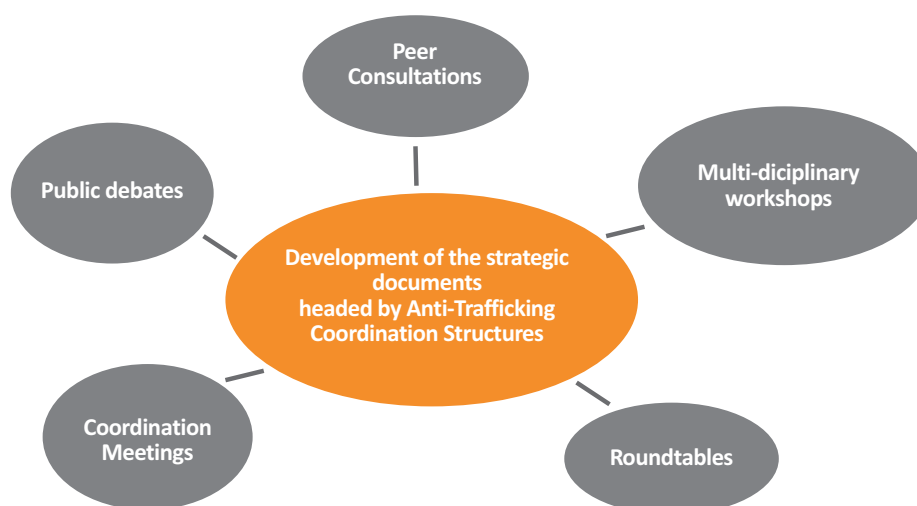 Peer
Consultations
Public debates
Multi-diciplinary
workshops
Development of the strategic
documents
headed by Anti-Trafficking
Coordination Structures
Coordination
Meetings
Roundtables